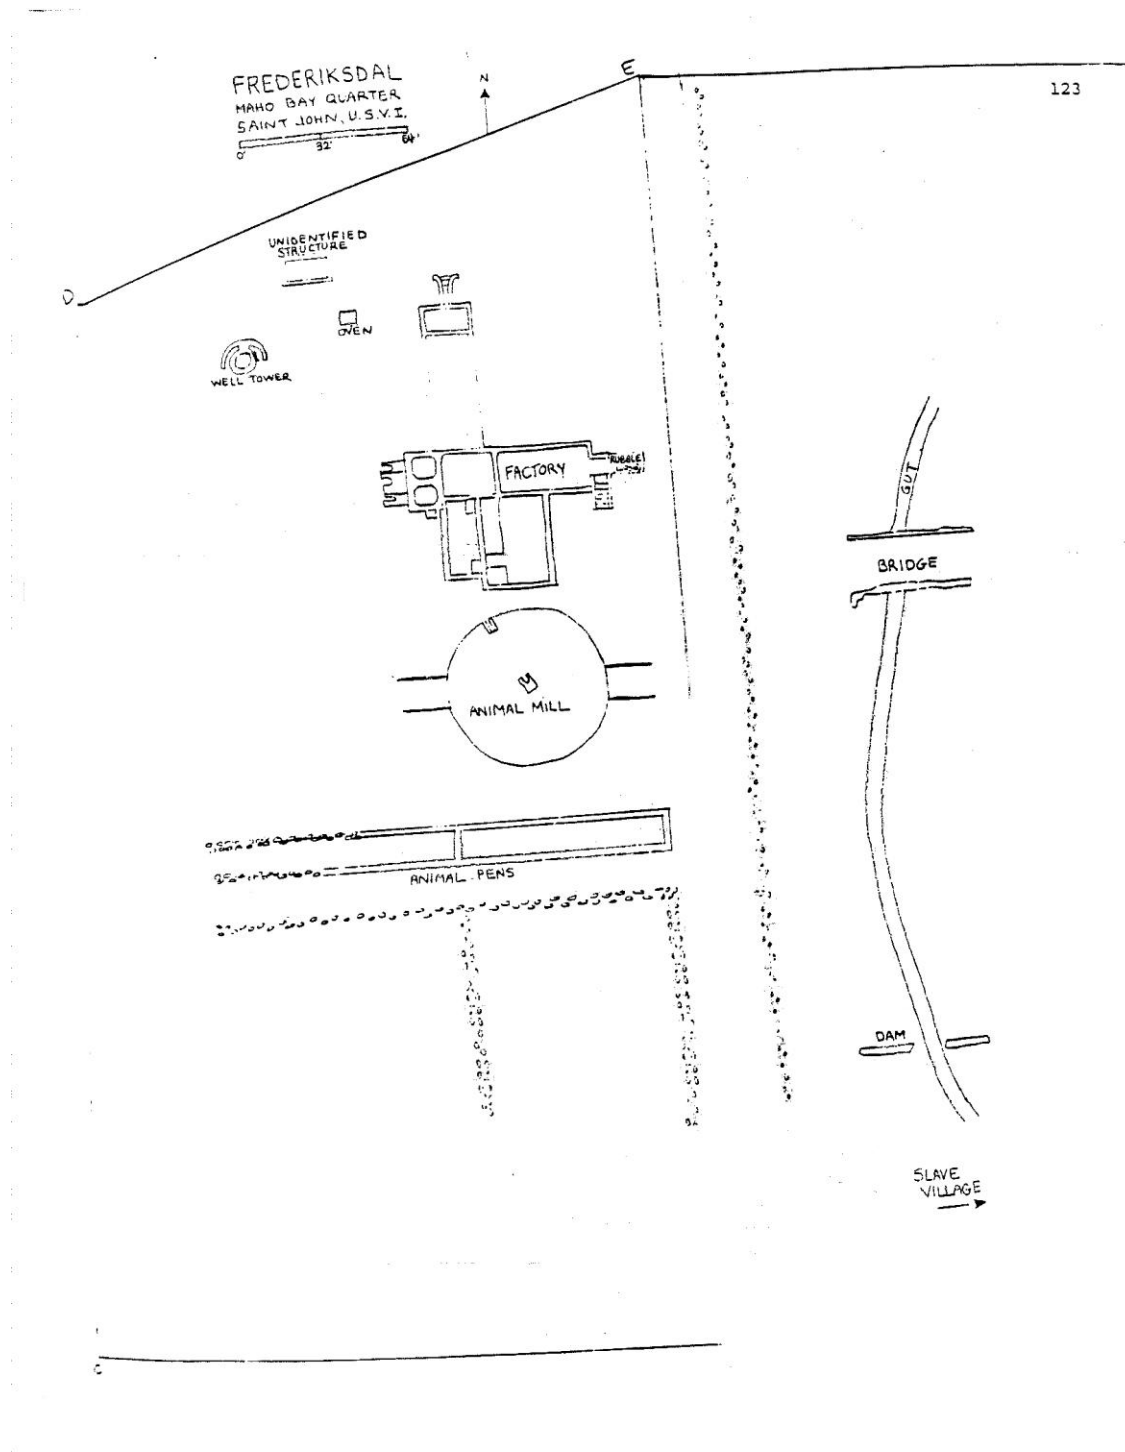 FREDERIKSDAL
MAHO BAY QUARTER
SAINT JOHN, U.S.V.I.
0' 32' 64'
N
E
123
D
UNIDENTIFIED
STRUCTURE
OVEN
WELL TOWER
FACTORY
RUBBLE
GUT
BRIDGE
ANIMAL MILL
ANIMAL PENS
DAM
SLAVE
VILLAGE
C